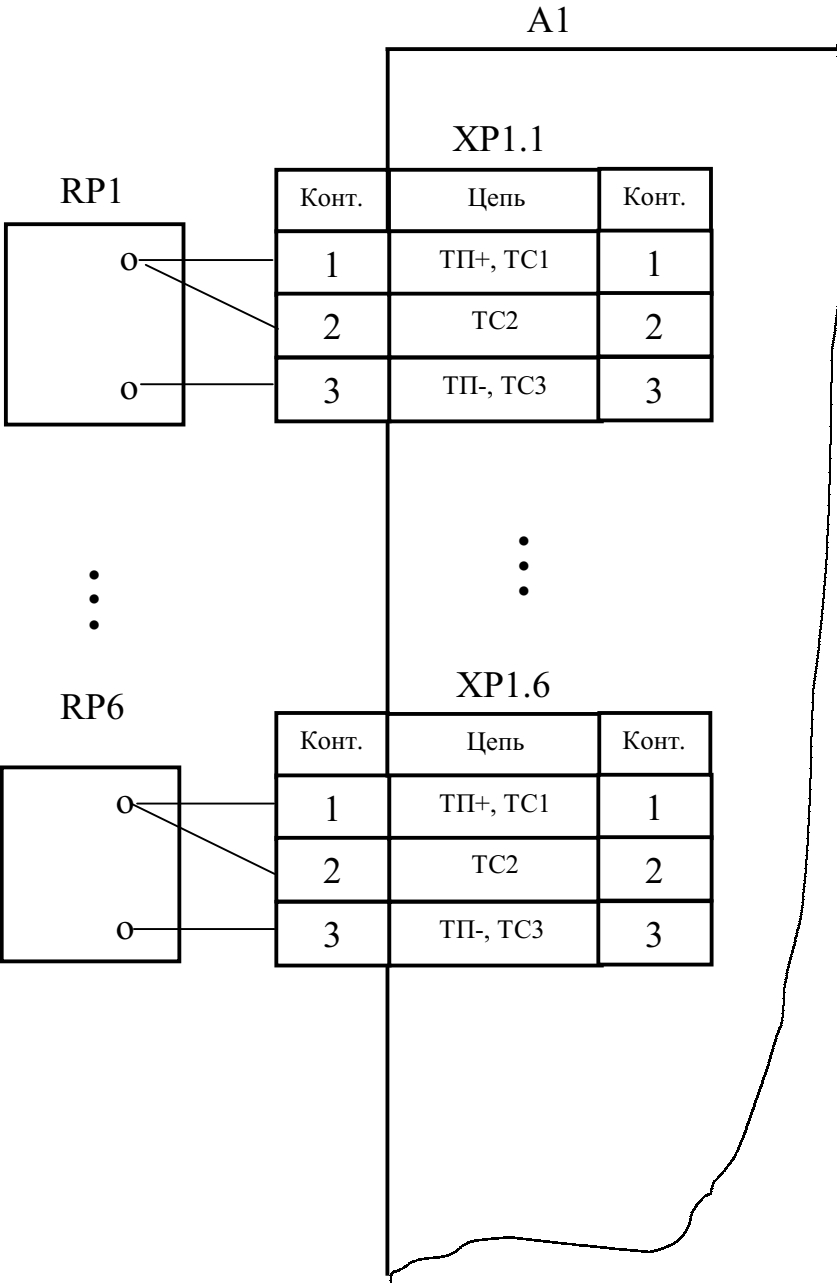 A1
XP1.1
RP1
Конт. Цепь Конт.
1 ТП+, ТС1 1
2 ТС2 2
3 ТП-, ТС3 3
XP1.6
RP6
Конт. Цепь Конт.
1 ТП+, ТС1 1
2 ТС2 2
3 ТП-, ТС3 3